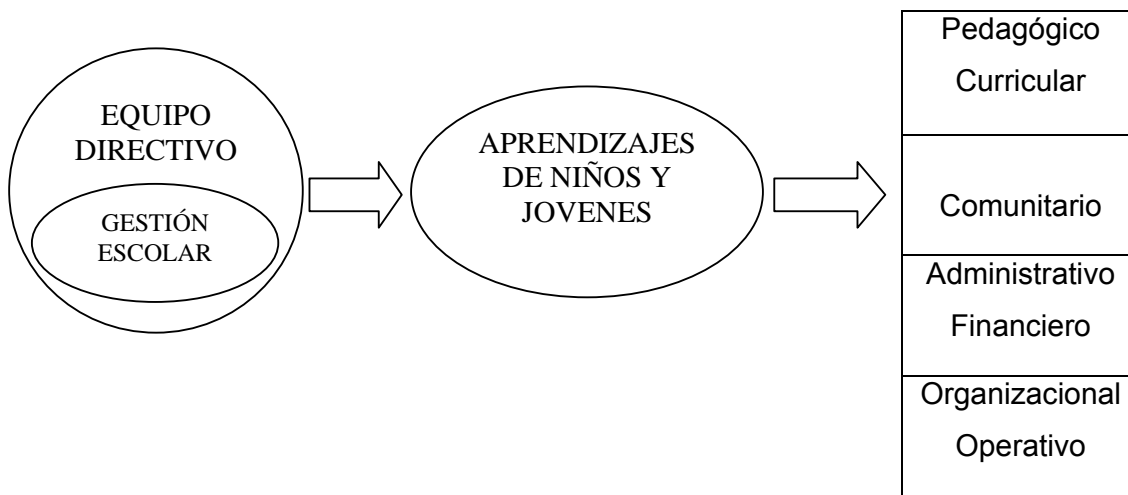 EQUIPO
DIRECTIVO
GESTIÓN
ESCOLAR
APRENDIZAJES
DE NIÑOS Y
JOVENES
Pedagógico
Curricular
Comunitario
Administrativo
Financiero
Organizacional
Operativo